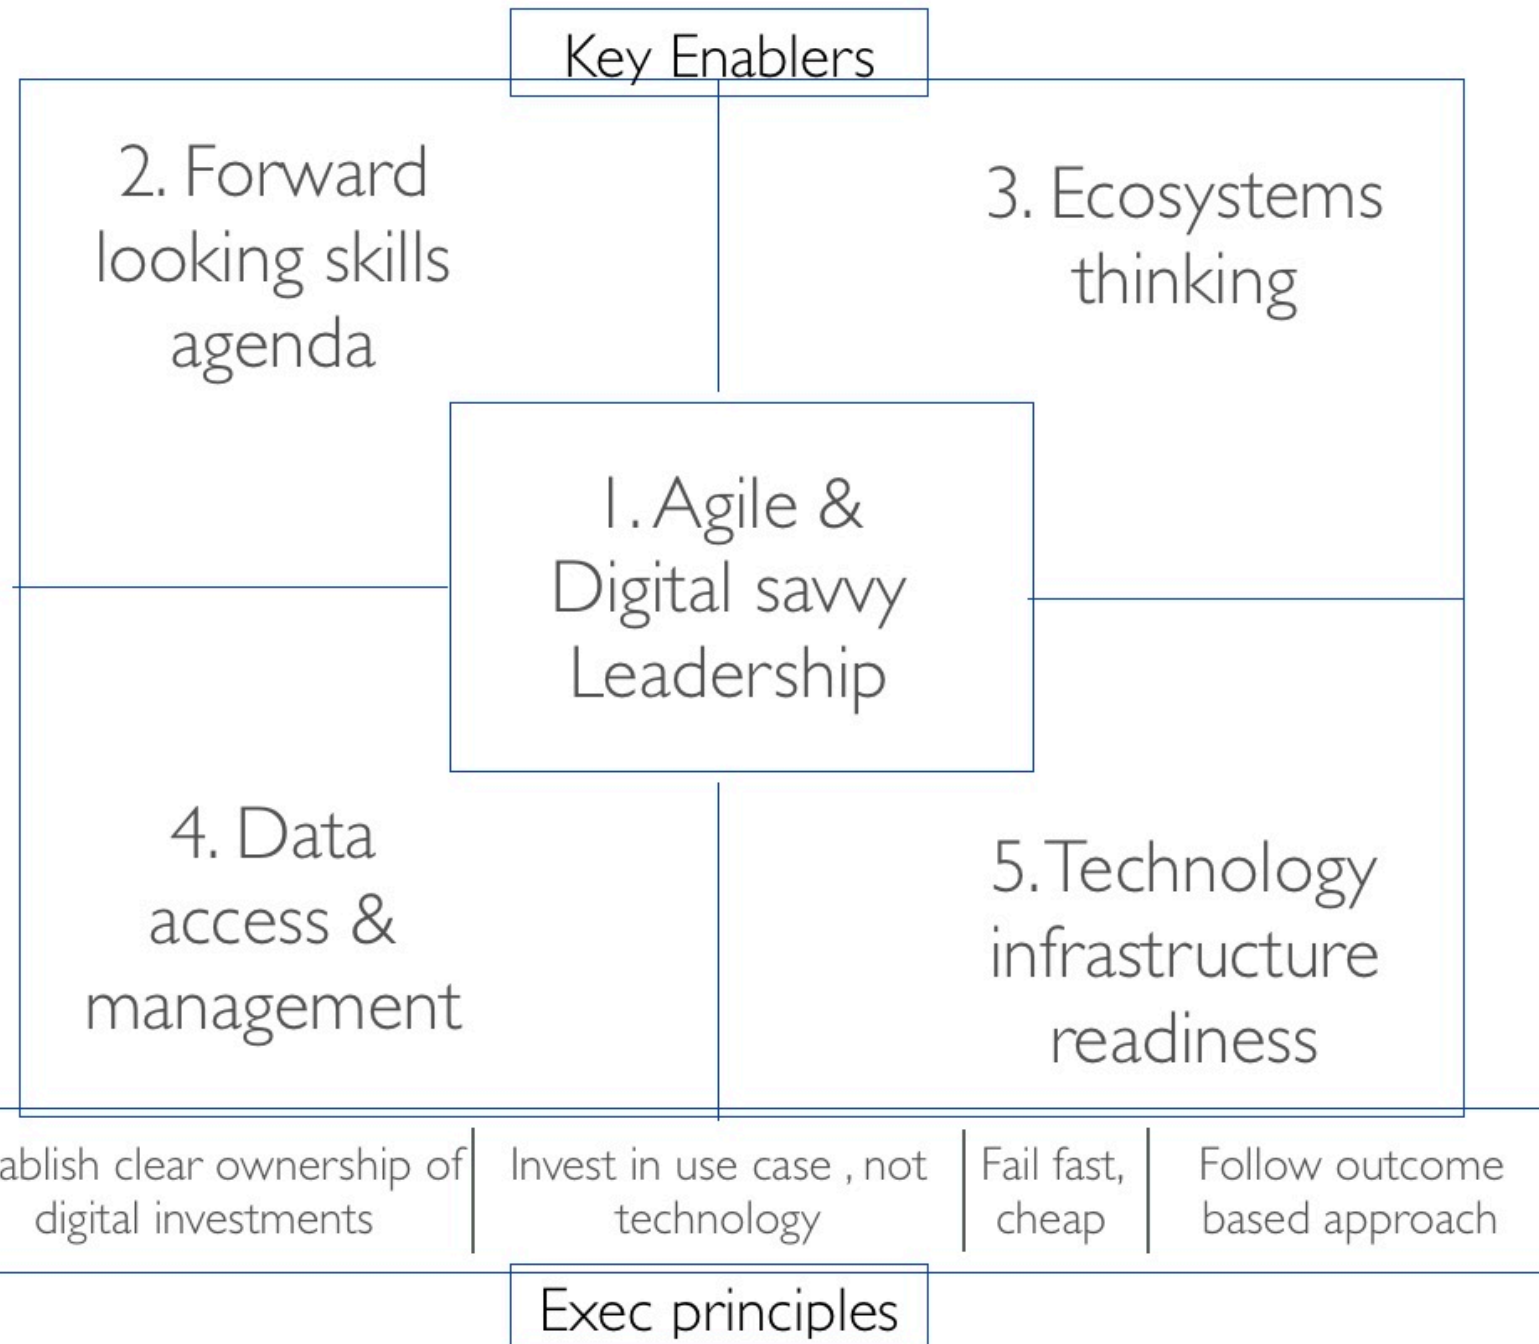 Key Enablers
2. Forward
looking skills
agenda
3. Ecosystems
thinking
1. Agile &
Digital savvy
Leadership
4. Data
access &
management
5. Technology
infrastructure
readiness
ablish clear ownership of
digital investments
Invest in use case , not
technology
Fail fast,
cheap
Follow outcome
based approach
Exec principles